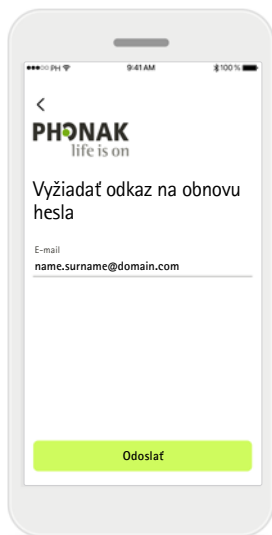 ●●●○○ PH 9:41 AM 100 %
PHONAK
life is on
Vyžiadať odkaz na obnovu
hesla
E-mail
name.surname@domain.com
Odoslať